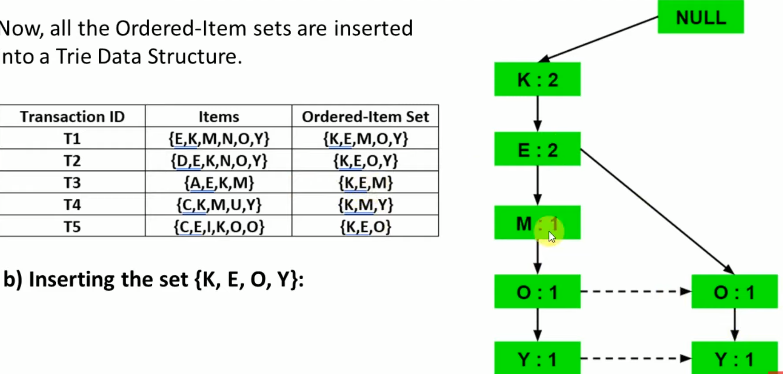 Now, all the Ordered-Item sets are inserted
nto a Trie Data Structure.
Transaction ID Items Ordered-Item Set
T1 {E,K,M,N,O,Y} {K,E,M,O,Y}
T2 {D,E,K,N,O,Y} {K,E,O,Y}
T3 {A,E,K,M} {K,E,M}
T4 {C,K,M,U,Y} {K,M,Y}
T5 {C,E,I,K,O,O} {K,E,O}
b) Inserting the set {K, E, O, Y}:
NULL
K : 2
E : 2
M : 1
O : 1 O : 1
Y : 1 Y : 1